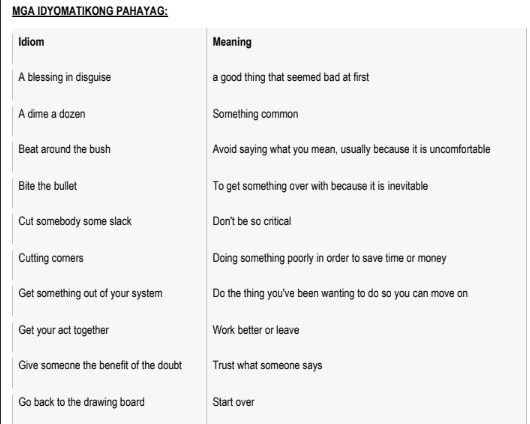 MGA IDYOMATIKONG PAHAYAG:
Idiom Meaning
A blessing in disguise a good thing that seemed bad at first
A dime a dozen Something common
Beat around the bush Avoid saying what you mean, usually because it is uncomfortable
Bite the bullet To get something over with because it is inevitable
Cut somebody some slack Don't be so critical
Cutting corners Doing something poorly in order to save time or money
Get something out of your system Do the thing you've been wanting to do so you can move on
Get your act together Work better or leave
Give someone the benefit of the doubt Trust what someone says
Go back to the drawing board Start over